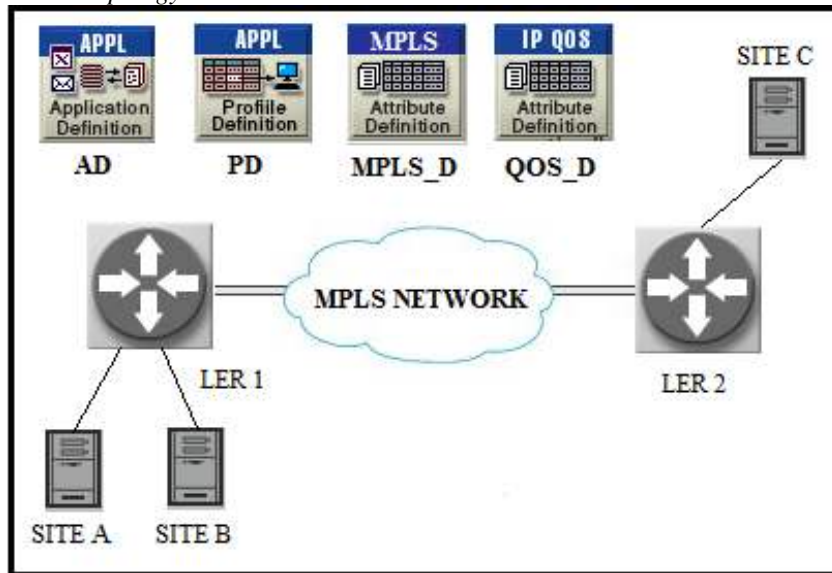 APPL
Application
Definition
AD
APPL
Profiile
Definition
PD
MPLS
Attribute
Definition
MPLS_D
IP QOS
Attribute
Definition
QOS_D
SITE C
MPLS NETWORK
LER 1
LER 2
SITE A
SITE B